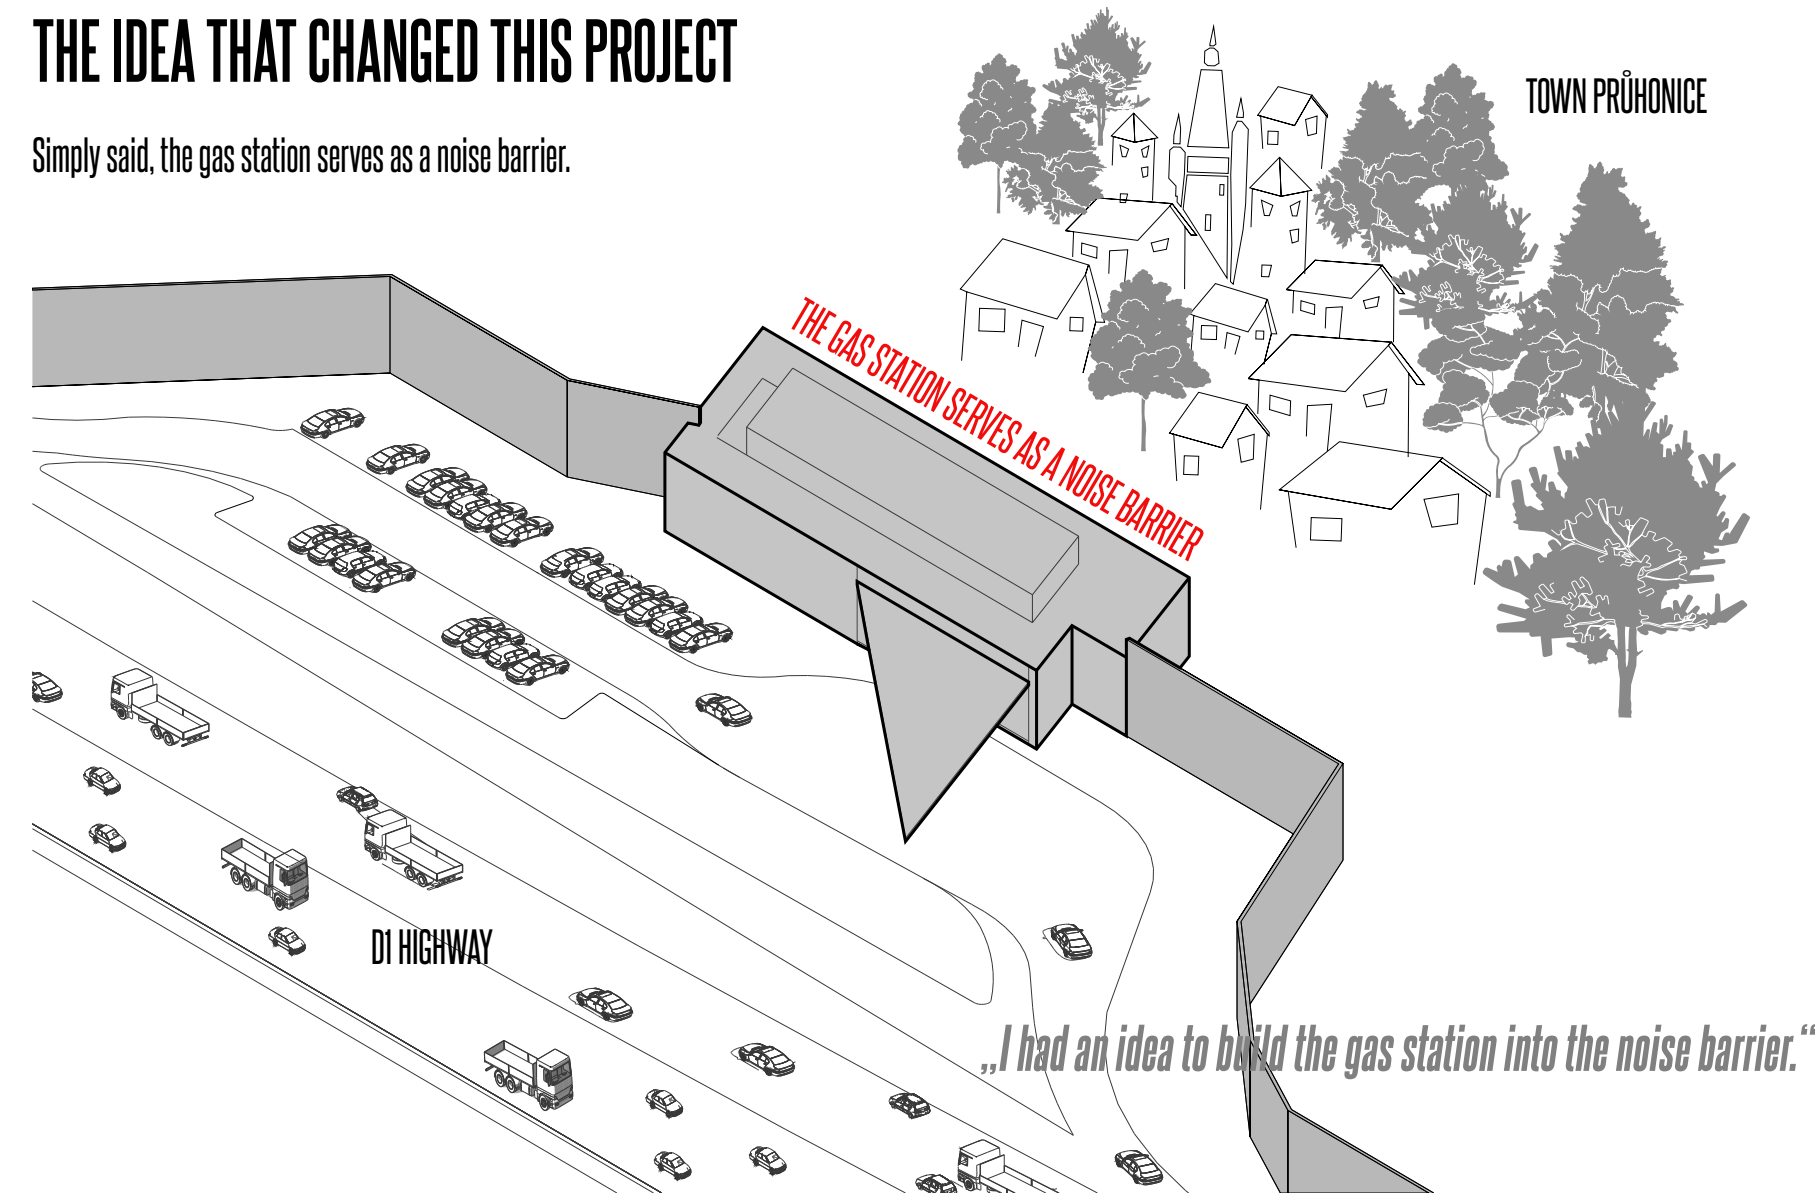 THE IDEA THAT CHANGED THIS PROJECT
Simply said, the gas station serves as a noise barrier.
TOWN PRŮHONICE
THE GAS STATION SERVES AS A NOISE BARRIER
D1 HIGHWAY
„I had an idea to build the gas station into the noise barrier.“